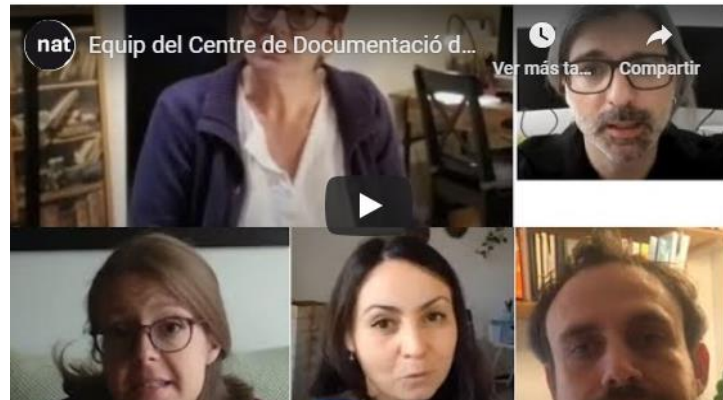 nat
Equip del Centre de Documentació d...
Ver más ta...
Compartir